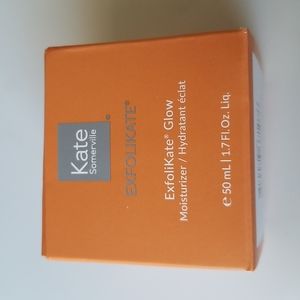 Kate
Somerville®
EXFOLIKATE®
ExfoliKate® Glow
Moisturizer / Hydratant éclat
℮ 50 mL | 1.7 Fl.Oz. Liq.